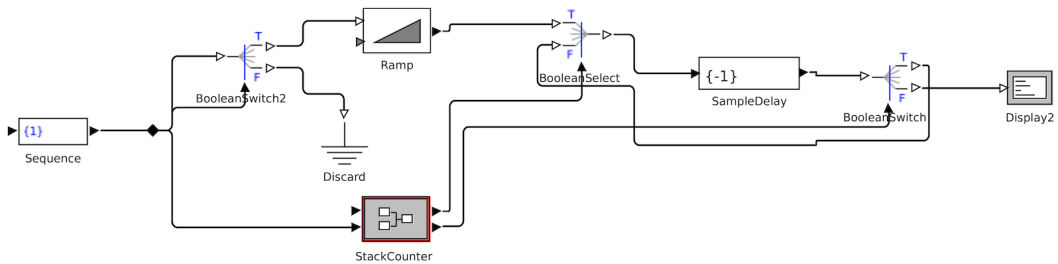 T
F
BooleanSwitch2
Ramp
T
F
BooleanSelect
{-1}
SampleDelay
T
F
BooleanSwitch
Display2
{1}
Sequence
Discard
StackCounter